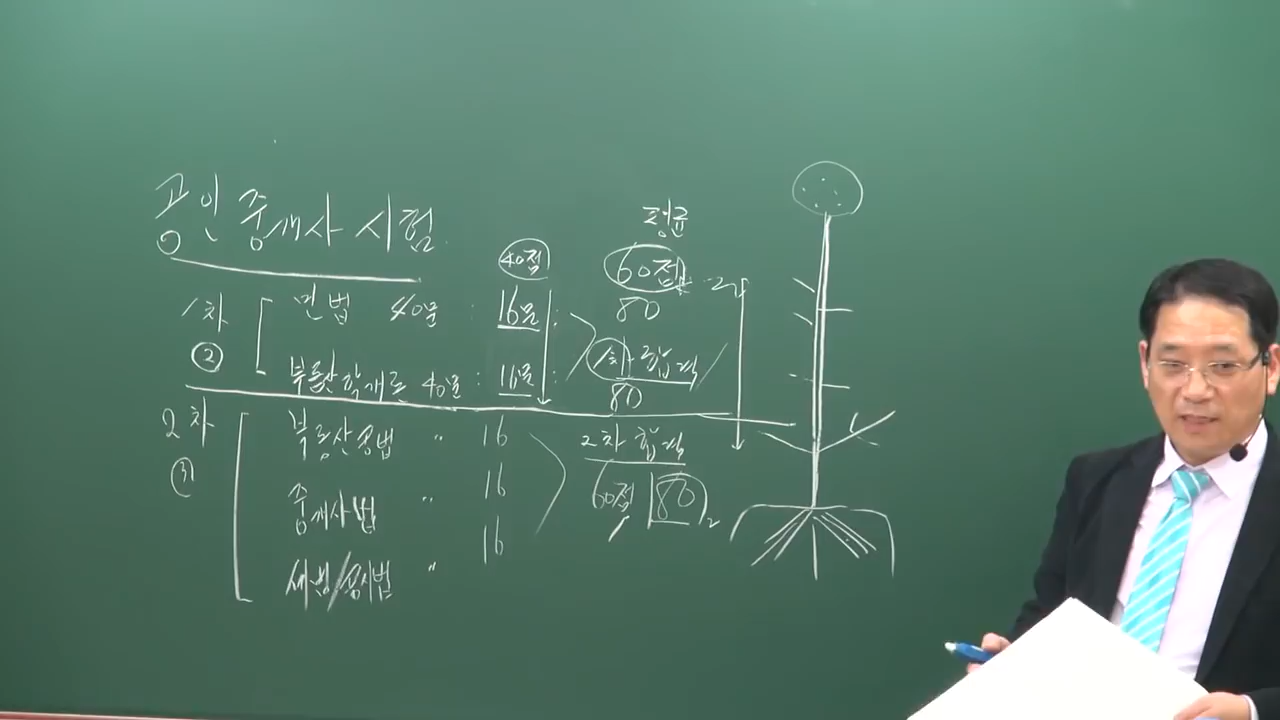 공인중개사 시험
평균
40점 60점
1차 민법 40문 : 16문 : 80
② 부동산학개론 40문 : 16문 : 1차 합격
80
2차 부동산공법 〃 16 2차 합격
③ 중개사법 〃 16 60점 80
세법/공시법 〃 16